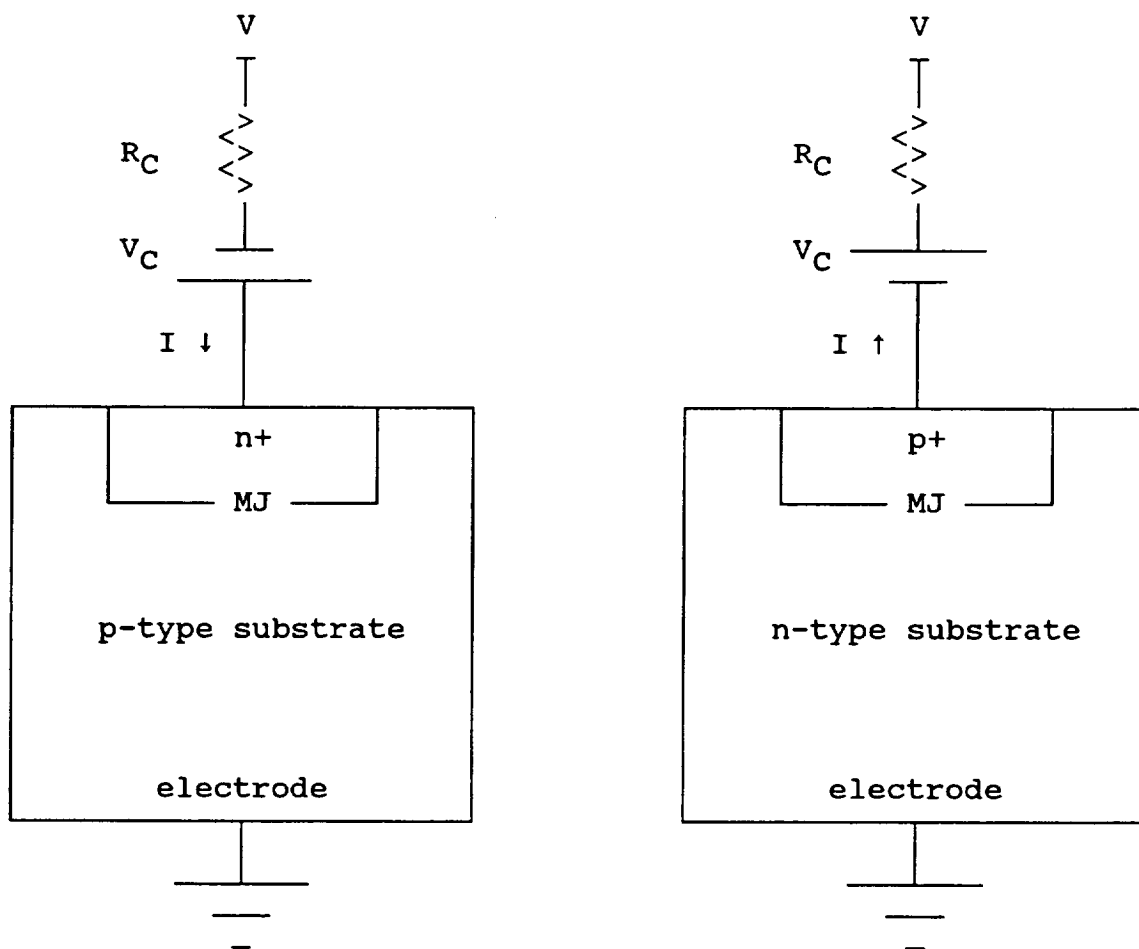 V
R_C
V_C
I ↓
n+
MJ
p-type substrate
electrode
V
R_C
V_C
I ↑
p+
MJ
n-type substrate
electrode